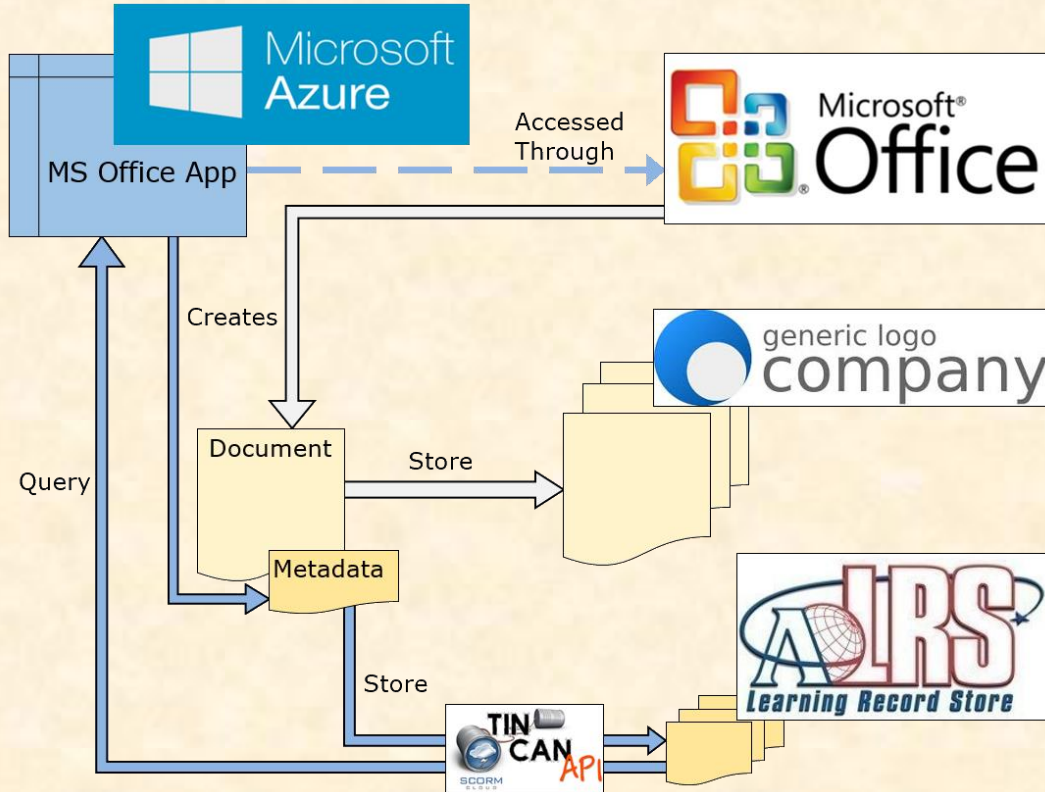 Microsoft
Azure
MS Office App
Accessed
Through
Microsoft®
Office
Creates
generic logo
company
Document
Store
Query
Metadata
LRS
Learning Record Store
Store
TIN
CAN
API
SCORM
CLOUD